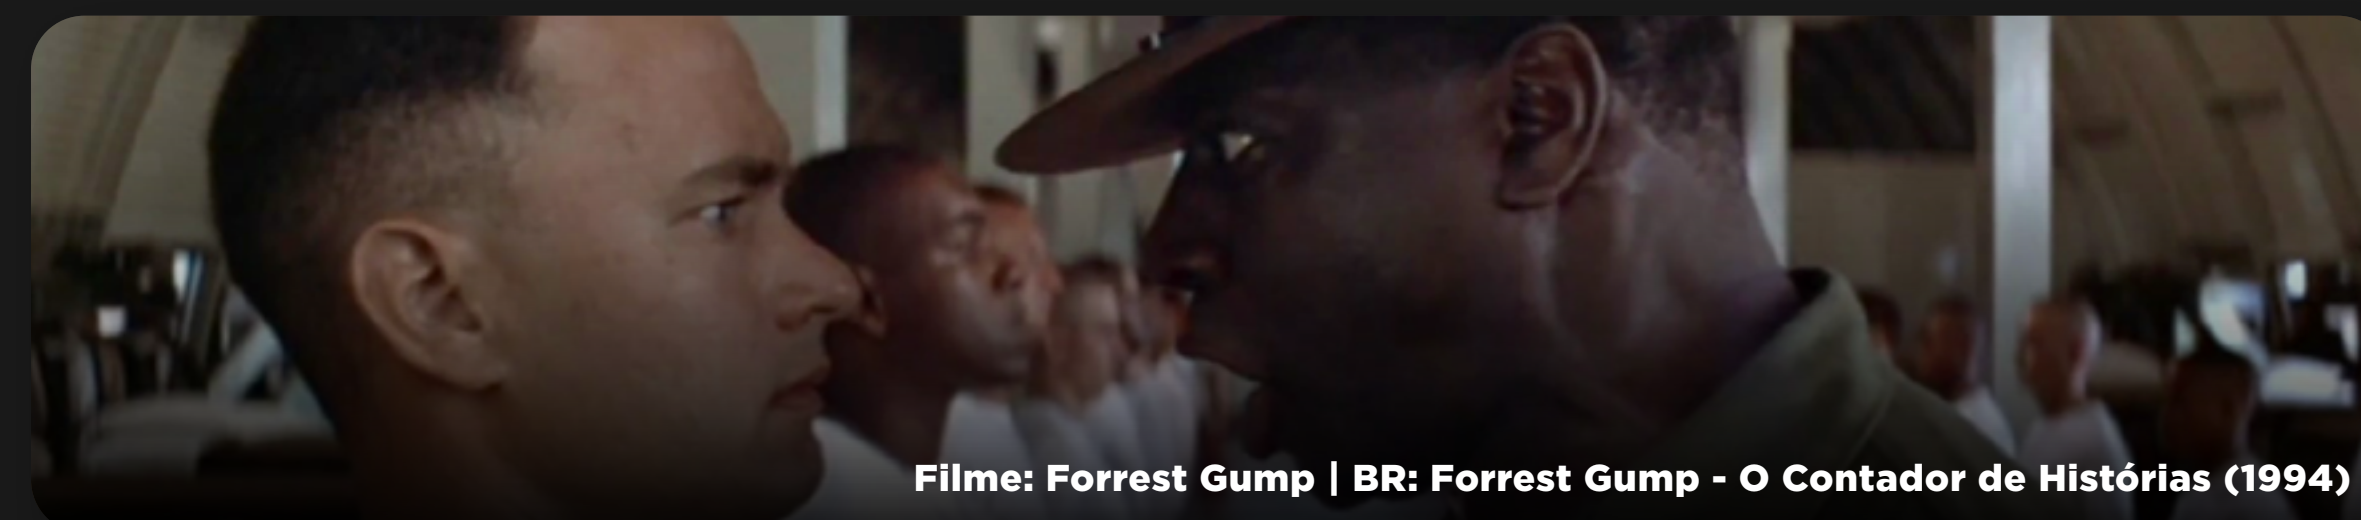 Filme: Forrest Gump | BR: Forrest Gump - O Contador de Histórias (1994)